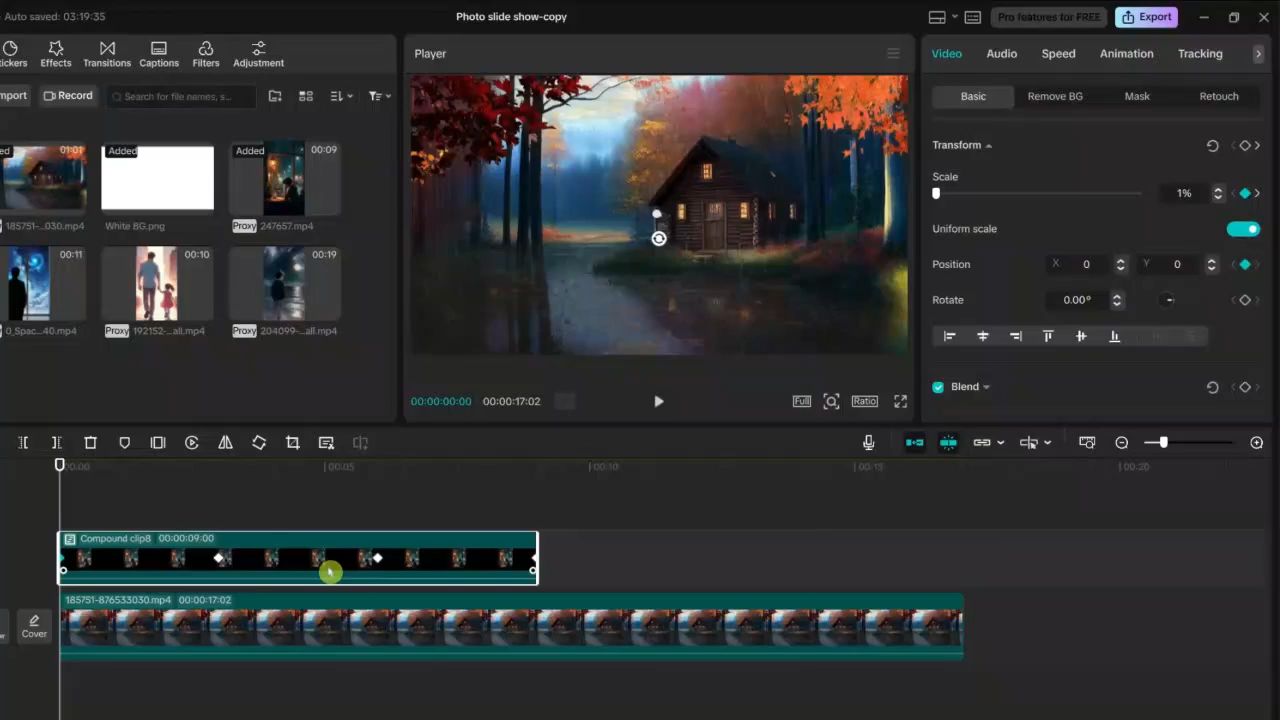 Auto saved: 03:19:35
Photo slide show-copy
Pro features for FREE
Export
Effects
Transitions
Captions
Filters
Adjustment
Record
Search for file names, s...
01:01
185751-...030.mp4
Added
White BG.png
Added
00:09
Proxy
247657.mp4
00:11
0_Spac...40.mp4
00:10
Proxy
192152-...all.mp4
00:19
Proxy
204099-...all.mp4
Player
00:00:00:00
00:00:17:02
Full
Ratio
Video
Audio
Speed
Animation
Tracking
Basic
Remove BG
Mask
Retouch
Transform
Scale
1%
Uniform scale
Position
X
0
Y
0
Rotate
0.00°
Blend
00:00
00:05
00:10
00:15
00:20
Compound clip8 00:00:09:00
185751-876533030.mp4 00:00:17:02
Cover